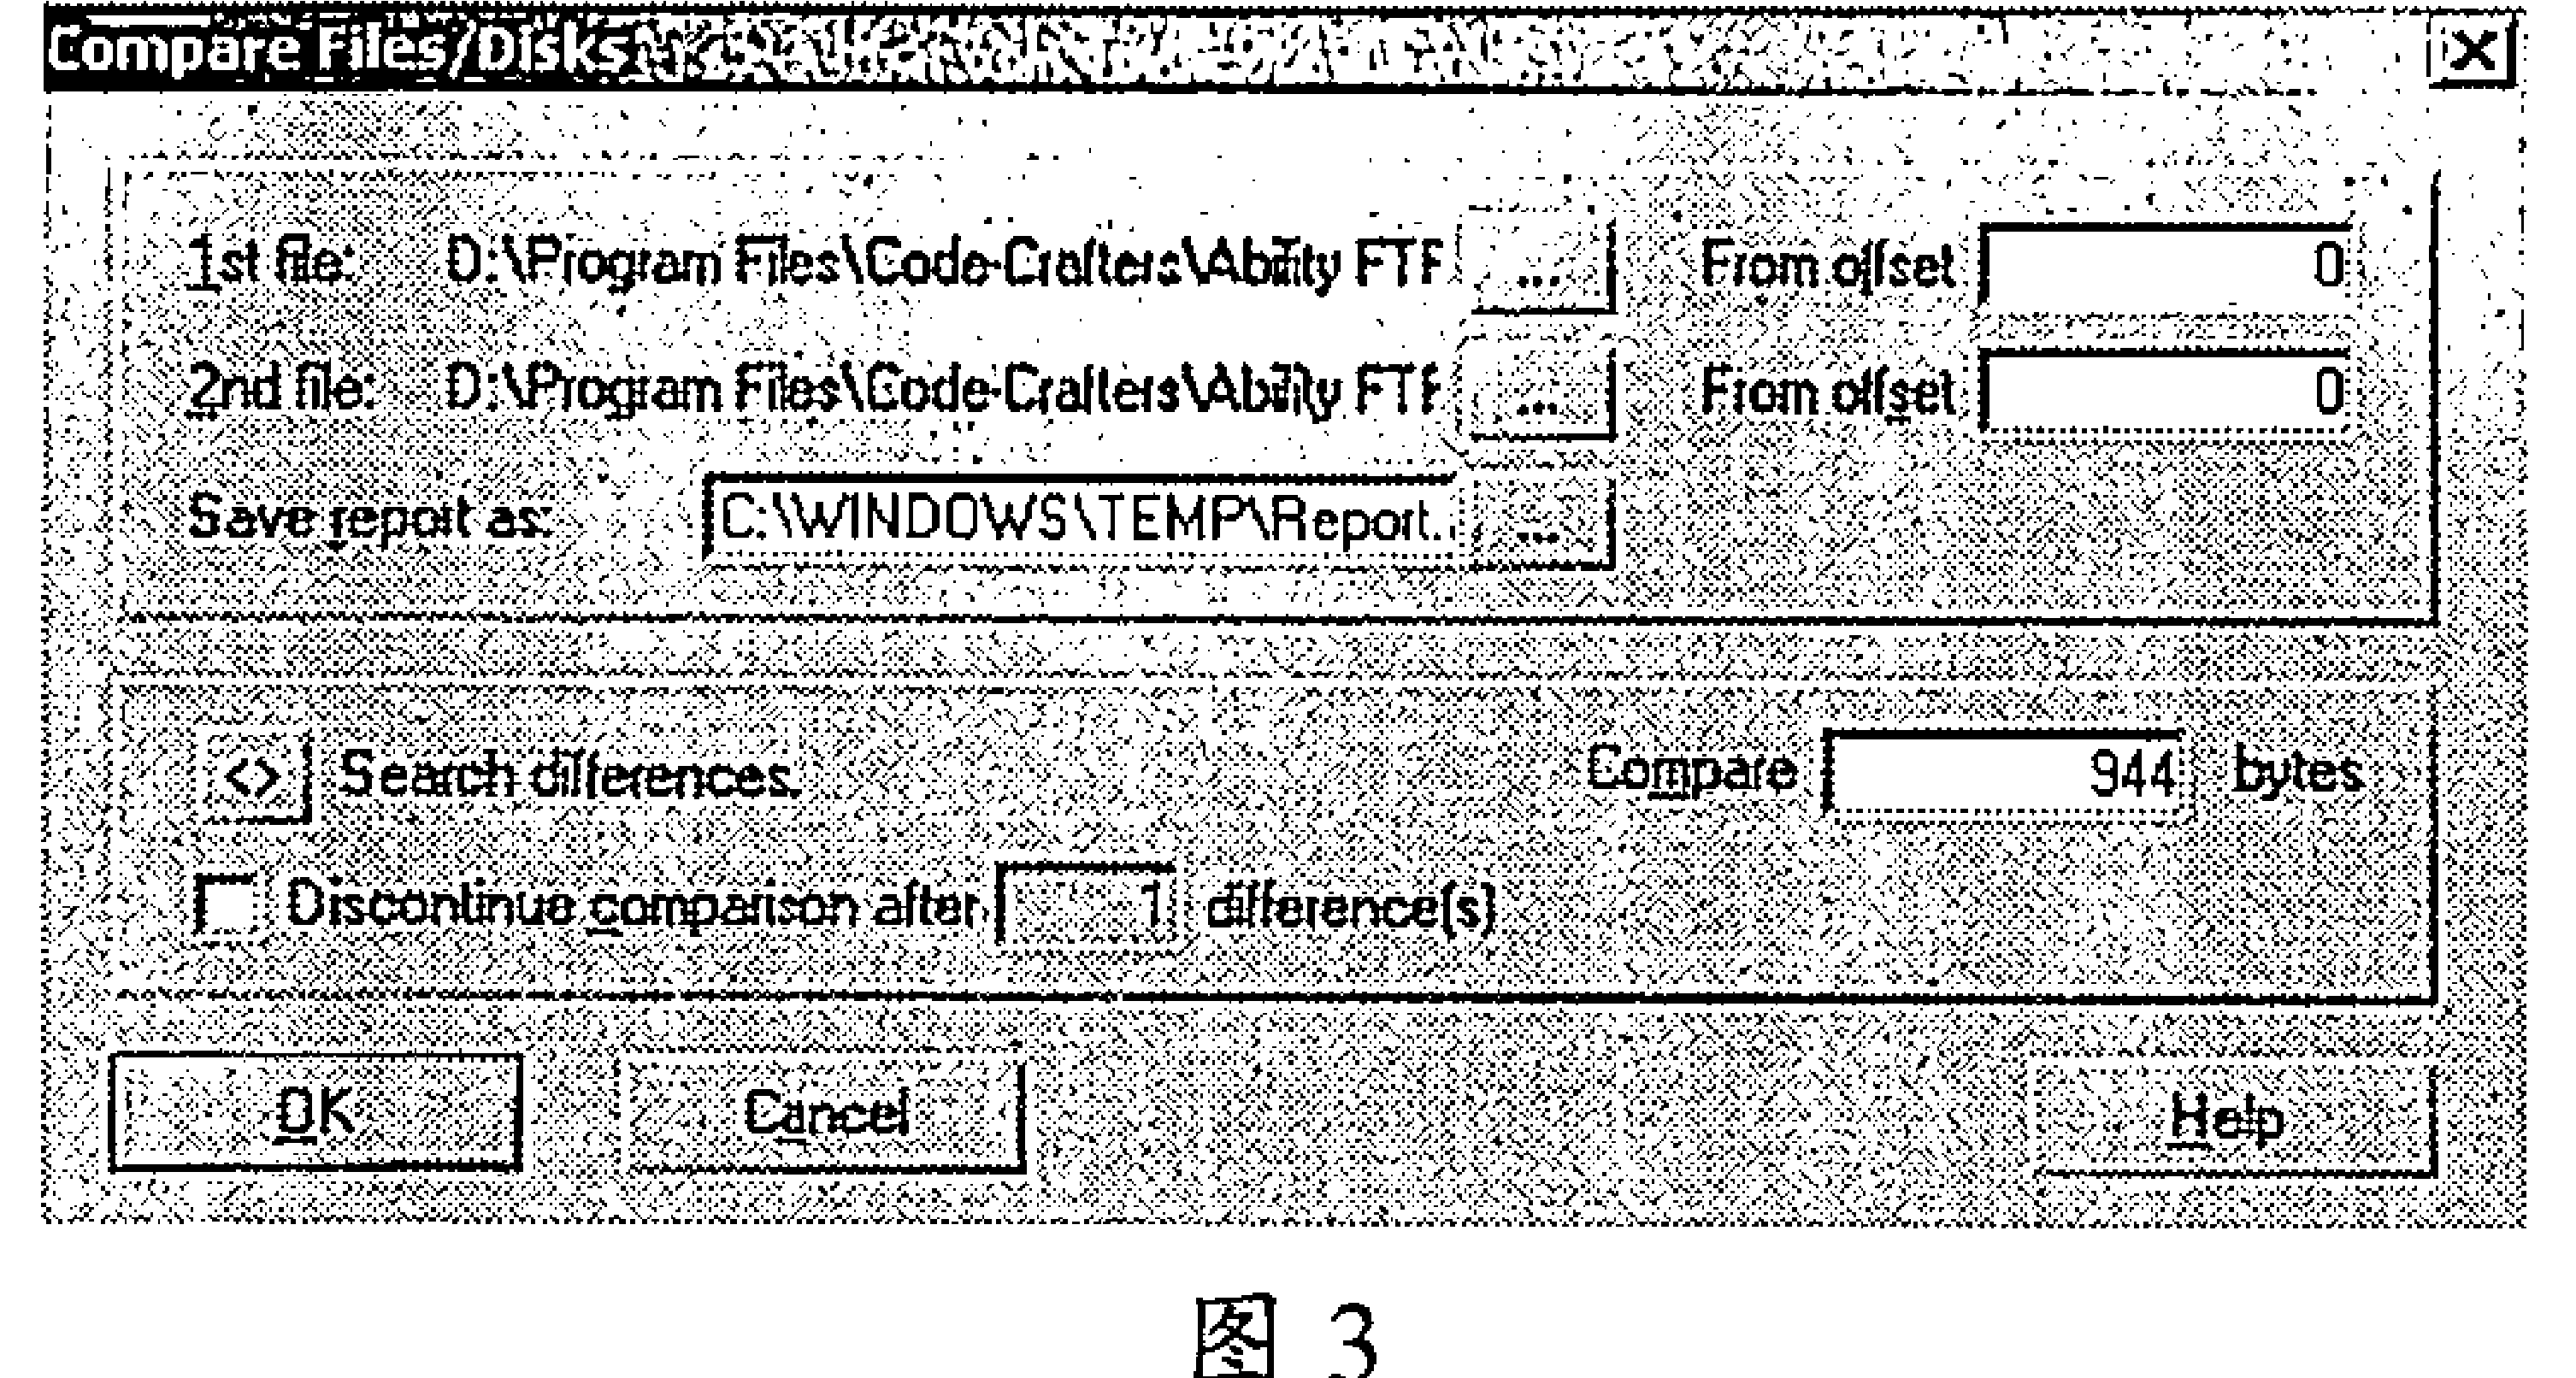 Compare Files/Disks
1st file: D:\Program Files\Code-Crafters\Ability FTF ... From offset 0
2nd file: D:\Program Files\Code-Crafters\Ability FTF ... From offset 0
Save report as: C:\WINDOWS\TEMP\Report. ...
<> Search differences. Compare 944 bytes
Discontinue comparison after 1 difference(s)
OK Cancel Help
图 3